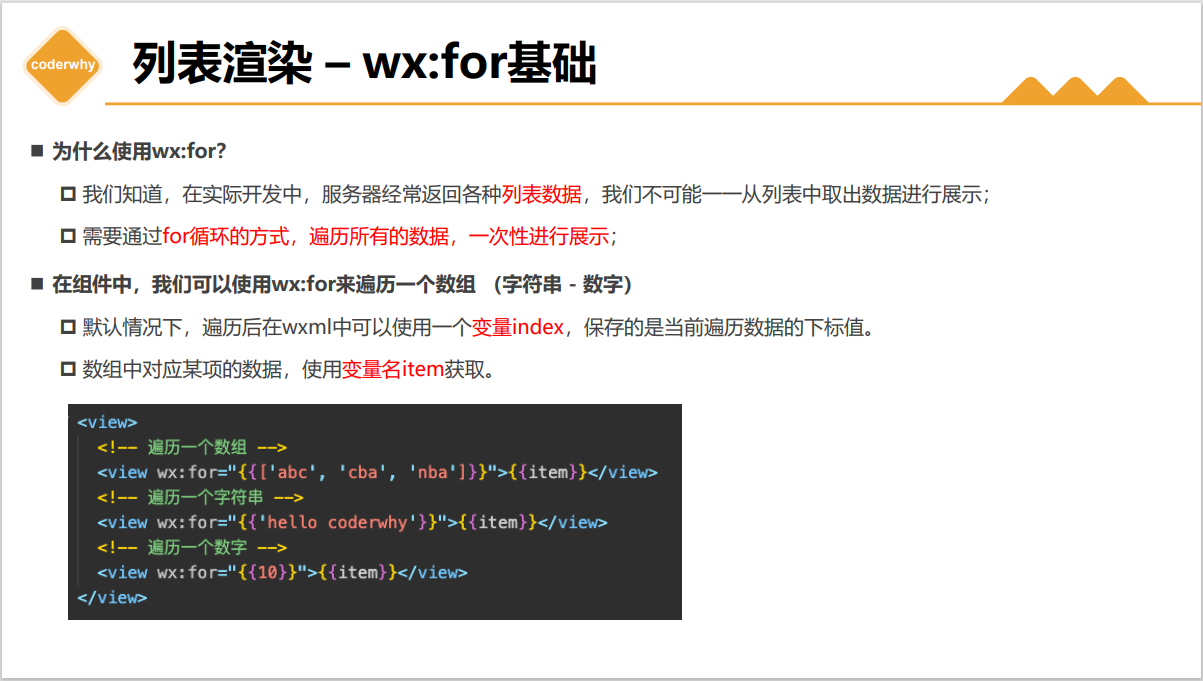 coderwhy
列表渲染 – wx:for基础
为什么使用wx:for?
我们知道，在实际开发中，服务器经常返回各种列表数据，我们不可能一一从列表中取出数据进行展示；
需要通过for循环的方式，遍历所有的数据，一次性进行展示；
在组件中，我们可以使用wx:for来遍历一个数组 （字符串 - 数字）
默认情况下，遍历后在wxml中可以使用一个变量index，保存的是当前遍历数据的下标值。
数组中对应某项的数据，使用变量名item获取。
<view>
<!-- 遍历一个数组 -->
<view wx:for="{{['abc', 'cba', 'nba']}}">{{item}}</view>
<!-- 遍历一个字符串 -->
<view wx:for="{{'hello coderwhy'}}">{{item}}</view>
<!-- 遍历一个数字 -->
<view wx:for="{{10}}">{{item}}</view>
</view>